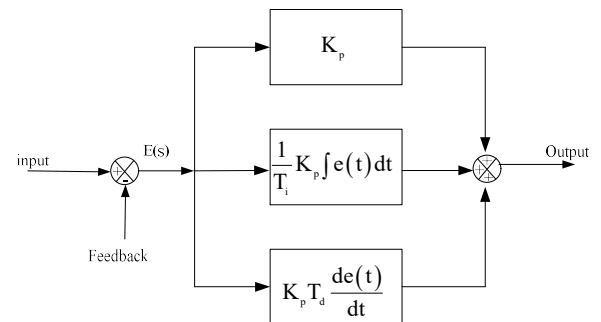 K_p
input
E(s)
+
-
1/T_i K_p ∫ e(t) dt
+
+
+
Output
Feedback
K_p T_d de(t)/dt